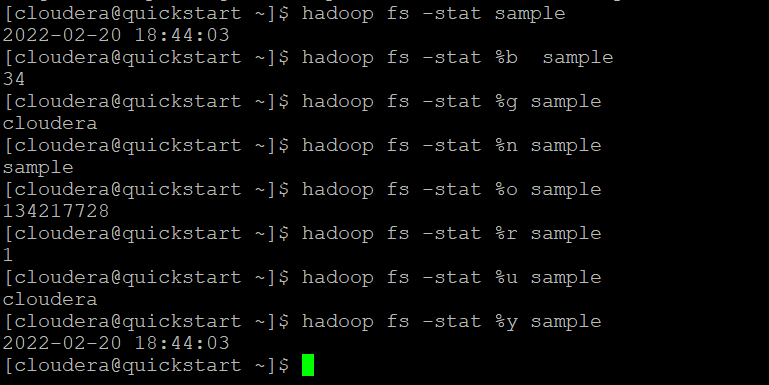 [cloudera@quickstart ~]$ hadoop fs -stat sample
2022-02-20 18:44:03
[cloudera@quickstart ~]$ hadoop fs -stat %b  sample
34
[cloudera@quickstart ~]$ hadoop fs -stat %g sample
cloudera
[cloudera@quickstart ~]$ hadoop fs -stat %n sample
sample
[cloudera@quickstart ~]$ hadoop fs -stat %o sample
134217728
[cloudera@quickstart ~]$ hadoop fs -stat %r sample
1
[cloudera@quickstart ~]$ hadoop fs -stat %u sample
cloudera
[cloudera@quickstart ~]$ hadoop fs -stat %y sample
2022-02-20 18:44:03
[cloudera@quickstart ~]$